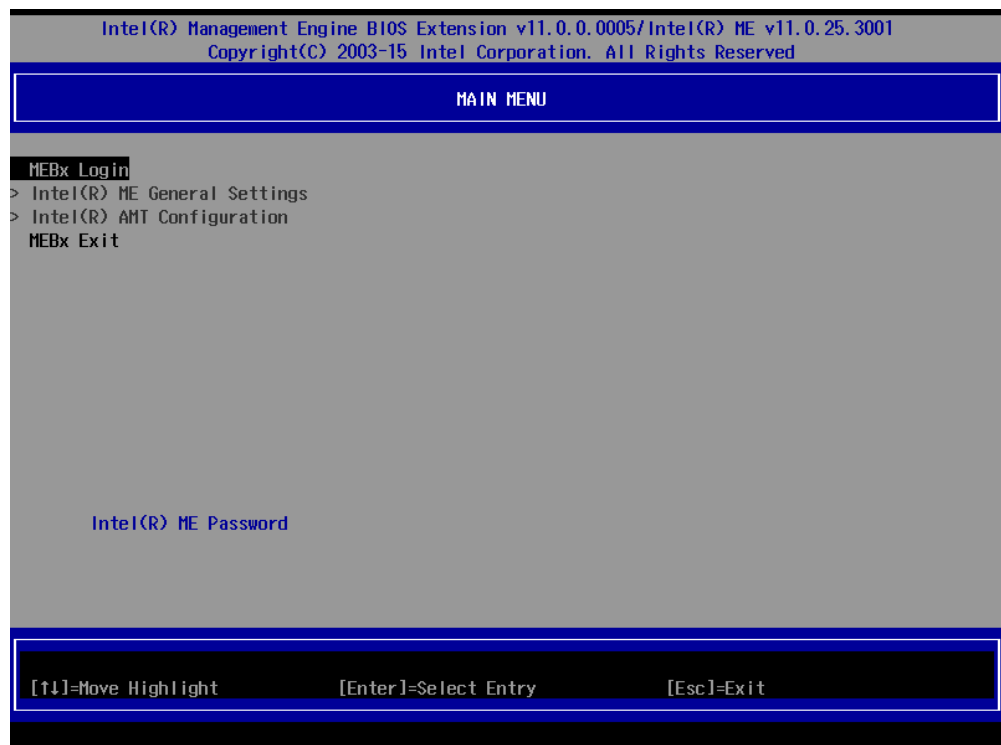 Intel(R) Management Engine BIOS Extension v11.0.0.0005/Intel(R) ME v11.0.25.3001
Copyright(C) 2003-15 Intel Corporation. All Rights Reserved
MAIN MENU
MEBx Login
> Intel(R) ME General Settings
> Intel(R) AMT Configuration
MEBx Exit
Intel(R) ME Password
[↑↓]=Move Highlight [Enter]=Select Entry [Esc]=Exit